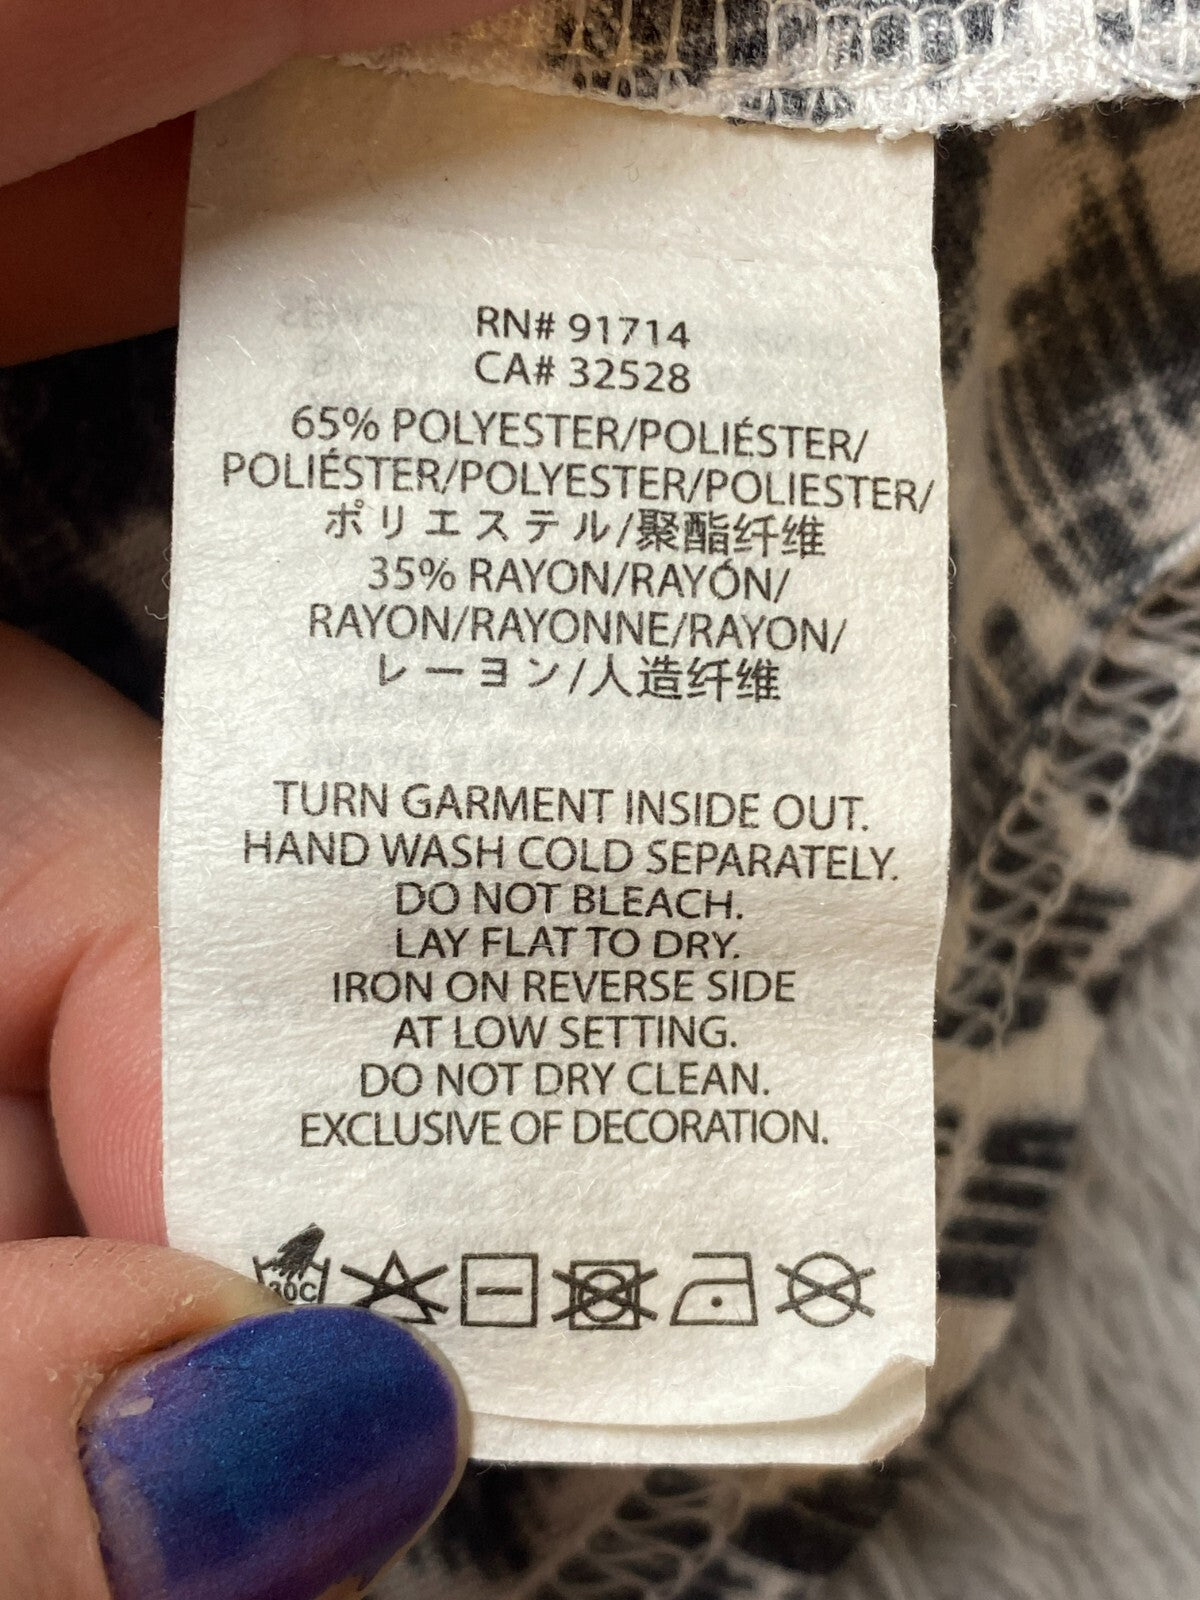 RN# 91714
CA# 32528
65% POLYESTER/POLIÉSTER/
POLIÉSTER/POLYESTER/POLIESTER/
ポリエステル/聚酯纤维
35% RAYON/RAYÓN/
RAYON/RAYONNE/RAYON/
レーヨン/人造纤维
TURN GARMENT INSIDE OUT.
HAND WASH COLD SEPARATELY.
DO NOT BLEACH.
LAY FLAT TO DRY.
IRON ON REVERSE SIDE
AT LOW SETTING.
DO NOT DRY CLEAN.
EXCLUSIVE OF DECORATION.
30C